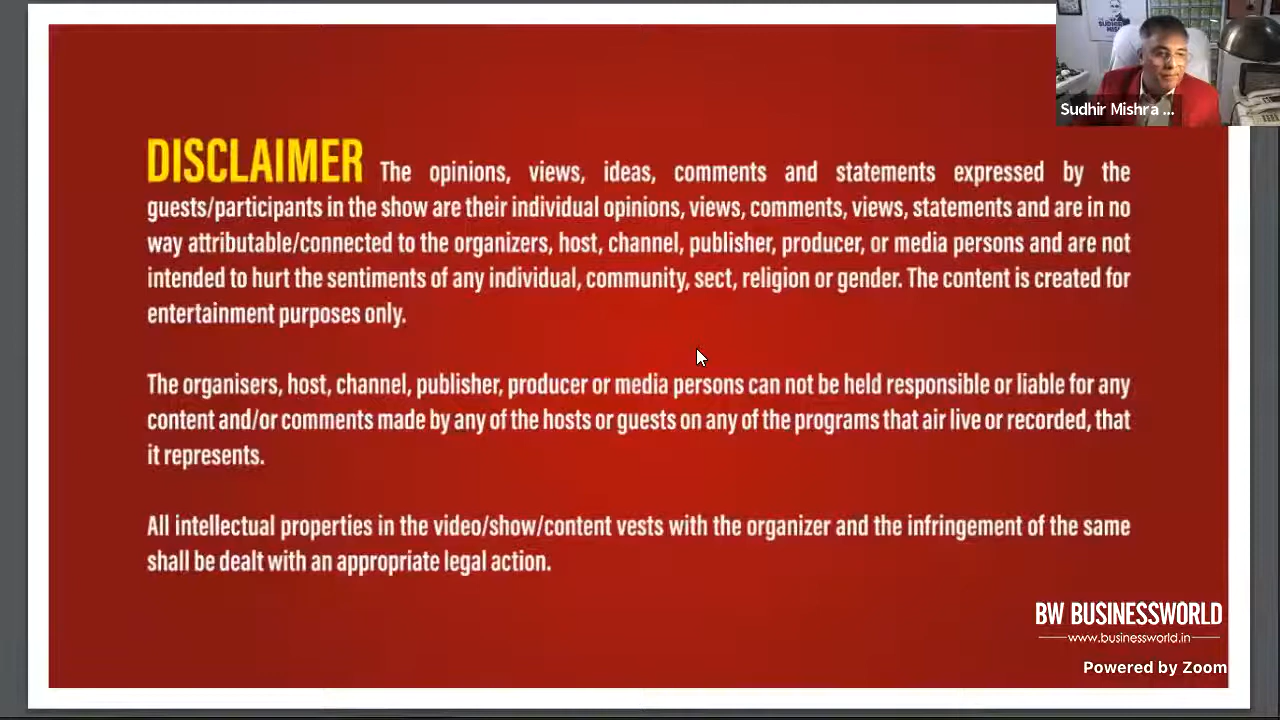 Sudhir Mishra ...
DISCLAIMER The opinions, views, ideas, comments and statements expressed by the
guests/participants in the show are their individual opinions, views, comments, views, statements and are in no
way attributable/connected to the organizers, host, channel, publisher, producer, or media persons and are not
intended to hurt the sentiments of any individual, community, sect, religion or gender. The content is created for
entertainment purposes only.
The organisers, host, channel, publisher, producer or media persons can not be held responsible or liable for any
content and/or comments made by any of the hosts or guests on any of the programs that air live or recorded, that
it represents.
All intellectual properties in the video/show/content vests with the organizer and the infringement of the same
shall be dealt with an appropriate legal action.
BW BUSINESSWORLD
www.businessworld.in
Powered by Zoom